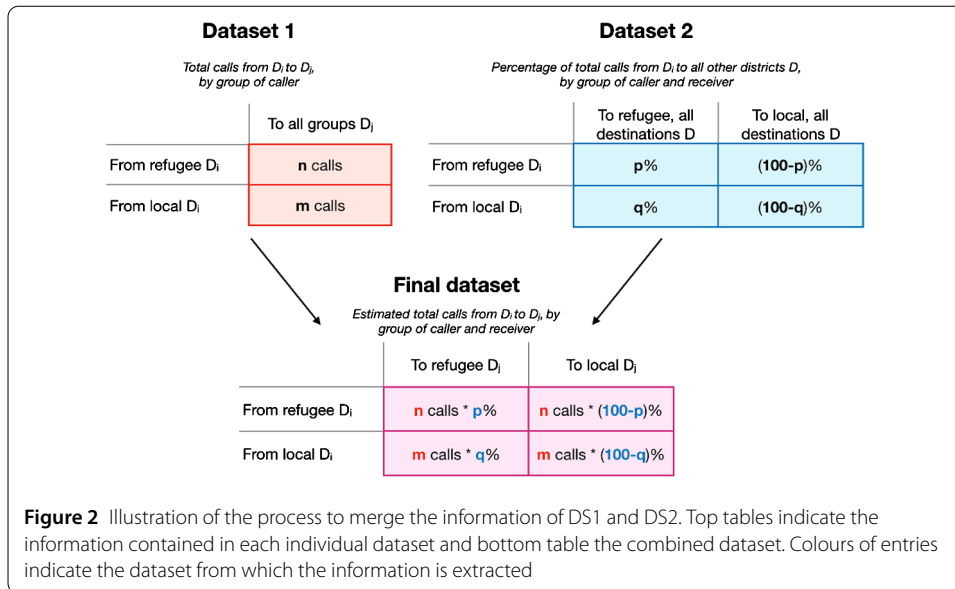 Dataset 1
Total calls from Di to Dj,
by group of caller
To all groups Dj
From refugee Di
n calls
From local Di
m calls
Dataset 2
Percentage of total calls from Di to all other districts D,
by group of caller and receiver
To refugee, all
destinations D
To local, all
destinations D
From refugee Di
p%
(100-p)%
From local Di
q%
(100-q)%
Final dataset
Estimated total calls from Di to Dj, by
group of caller and receiver
To refugee Dj
To local Dj
From refugee Di
n calls * p%
n calls * (100-p)%
From local Di
m calls * q%
m calls * (100-q)%
Figure 2 Illustration of the process to merge the information of DS1 and DS2. Top tables indicate the
information contained in each individual dataset and bottom table the combined dataset. Colours of entries
indicate the dataset from which the information is extracted